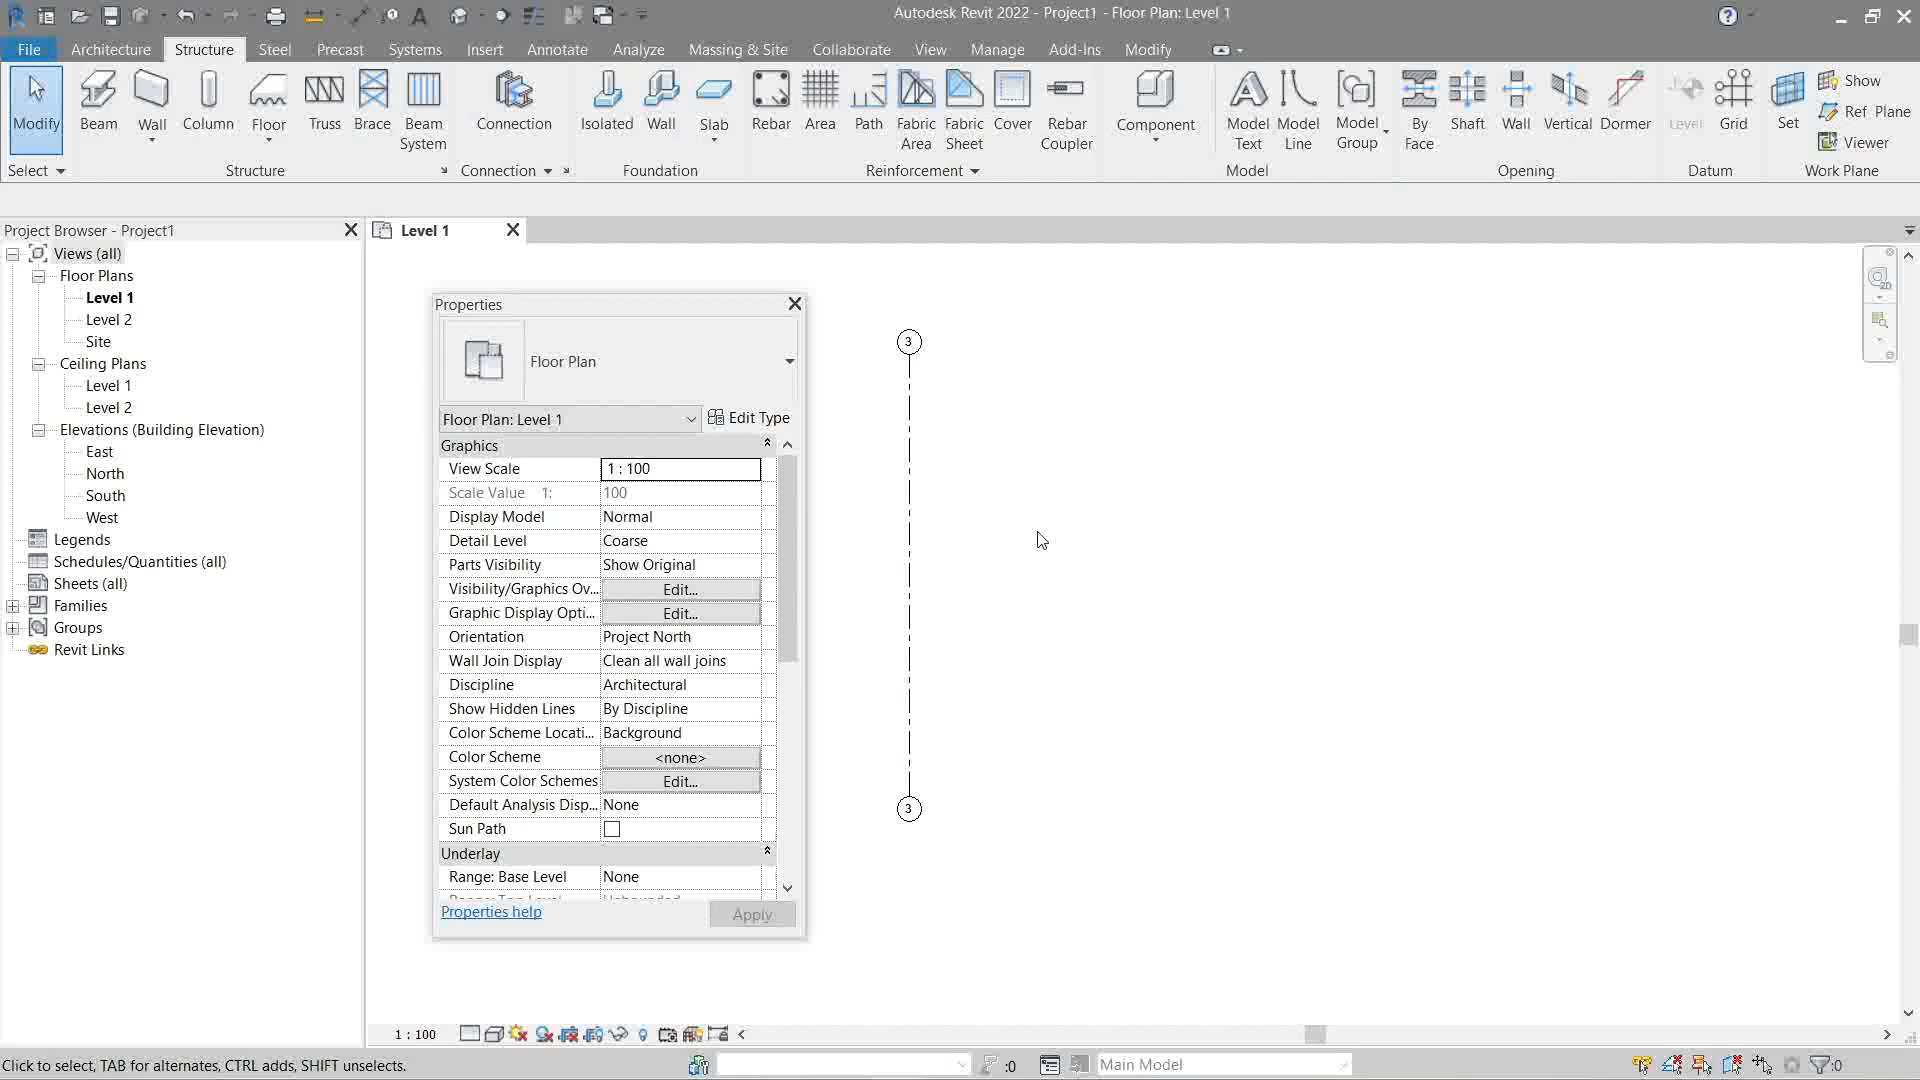 Autodesk Revit 2022 - Project1 - Floor Plan: Level 1
File Architecture Structure Steel Precast Systems Insert Annotate Analyze Massing & Site Collaborate View Manage Add-Ins Modify
Modify Beam Wall Column Floor Truss Brace Beam System Connection Isolated Wall Slab Rebar Area Path Fabric Area Fabric Sheet Cover Rebar Coupler Component Model Text Model Line Model Group By Face Shaft Wall Vertical Dormer Level Grid Set
Show
Ref Plane
Viewer
Select Structure Connection Foundation Reinforcement Model Opening Datum Work Plane
Project Browser - Project1
Views (all)
Floor Plans
Level 1
Level 2
Site
Ceiling Plans
Level 1
Level 2
Elevations (Building Elevation)
East
North
South
West
Legends
Schedules/Quantities (all)
Sheets (all)
Families
Groups
Revit Links
Level 1
2D
Properties
Floor Plan
Floor Plan: Level 1 Edit Type
Graphics
View Scale 1 : 100
Scale Value 1: 100
Display Model Normal
Detail Level Coarse
Parts Visibility Show Original
Visibility/Graphics Ov... Edit...
Graphic Display Opti... Edit...
Orientation Project North
Wall Join Display Clean all wall joins
Discipline Architectural
Show Hidden Lines By Discipline
Color Scheme Locati... Background
Color Scheme <none>
System Color Schemes Edit...
Default Analysis Disp... None
Sun Path
Underlay
Range: Base Level None
Properties help Apply
3
3
1 : 100
Click to select, TAB for alternates, CTRL adds, SHIFT unselects. :0 Main Model :0